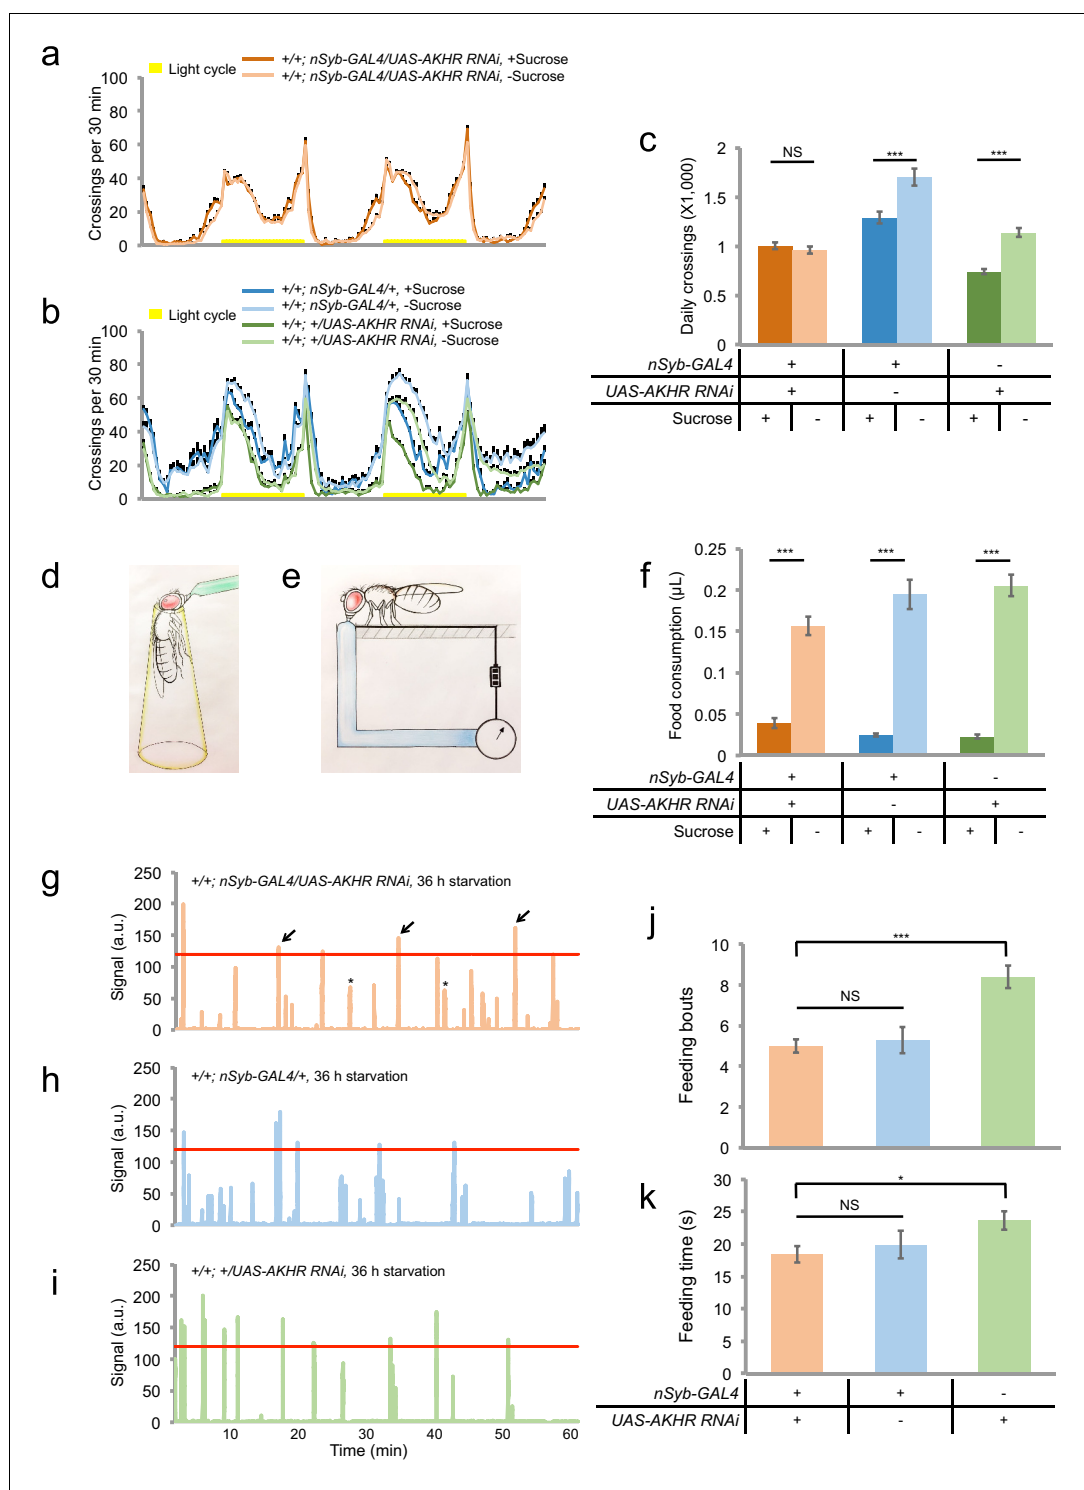 a
Light cycle
+/+; nSyb-GAL4/UAS-AKHR RNAi, +Sucrose
+/+; nSyb-GAL4/UAS-AKHR RNAi, -Sucrose
Crossings per 30 min
100
80
60
40
20
0
b
Light cycle
+/+; nSyb-GAL4/+, +Sucrose
+/+; nSyb-GAL4/+, -Sucrose
+/+; +/UAS-AKHR RNAi, +Sucrose
+/+; +/UAS-AKHR RNAi, -Sucrose
Crossings per 30 min
100
80
60
40
20
0
c
Daily crossings (X1,000)
2
1.5
1
0.5
0
NS
***
***
nSyb-GAL4 + + -
UAS-AKHR RNAi + - +
Sucrose + - + - + -
d
e
f
Food consumption (µL)
0.25
0.2
0.15
0.1
0.05
0
***
***
***
nSyb-GAL4 + + -
UAS-AKHR RNAi + - +
Sucrose + - + - + -
g
+/+; nSyb-GAL4/UAS-AKHR RNAi, 36 h starvation
Signal (a.u.)
250
200
150
100
50
0
*
*
h
+/+; nSyb-GAL4/+, 36 h starvation
Signal (a.u.)
250
200
150
100
50
0
i
+/+; +/UAS-AKHR RNAi, 36 h starvation
Signal (a.u.)
250
200
150
100
50
0
10 20 30 40 50 60
Time (min)
j
Feeding bouts
10
8
6
4
2
0
***
NS
k
Feeding time (s)
30
25
20
15
10
5
0
*
NS
nSyb-GAL4 + + -
UAS-AKHR RNAi + - +